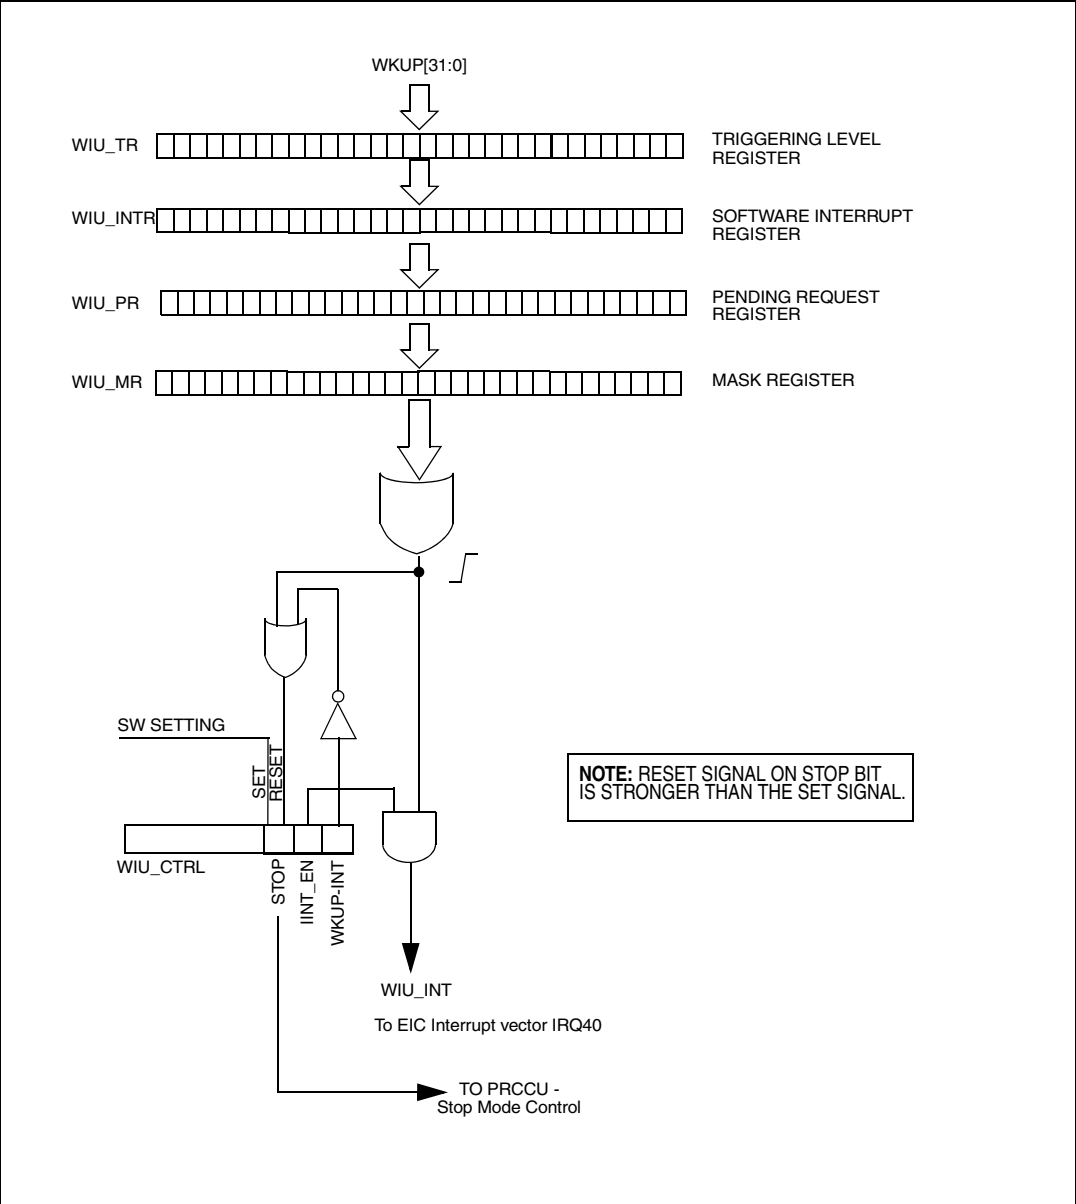 WKUP[31:0]
WIU_TR
TRIGGERING LEVEL
REGISTER
WIU_INTR
SOFTWARE INTERRUPT
REGISTER
WIU_PR
PENDING REQUEST
REGISTER
WIU_MR
MASK REGISTER
SW SETTING
SET
RESET
NOTE: RESET SIGNAL ON STOP BIT
IS STRONGER THAN THE SET SIGNAL.
WIU_CTRL
STOP
IINT_EN
WKUP-INT
WIU_INT
To EIC Interrupt vector IRQ40
TO PRCCU -
Stop Mode Control